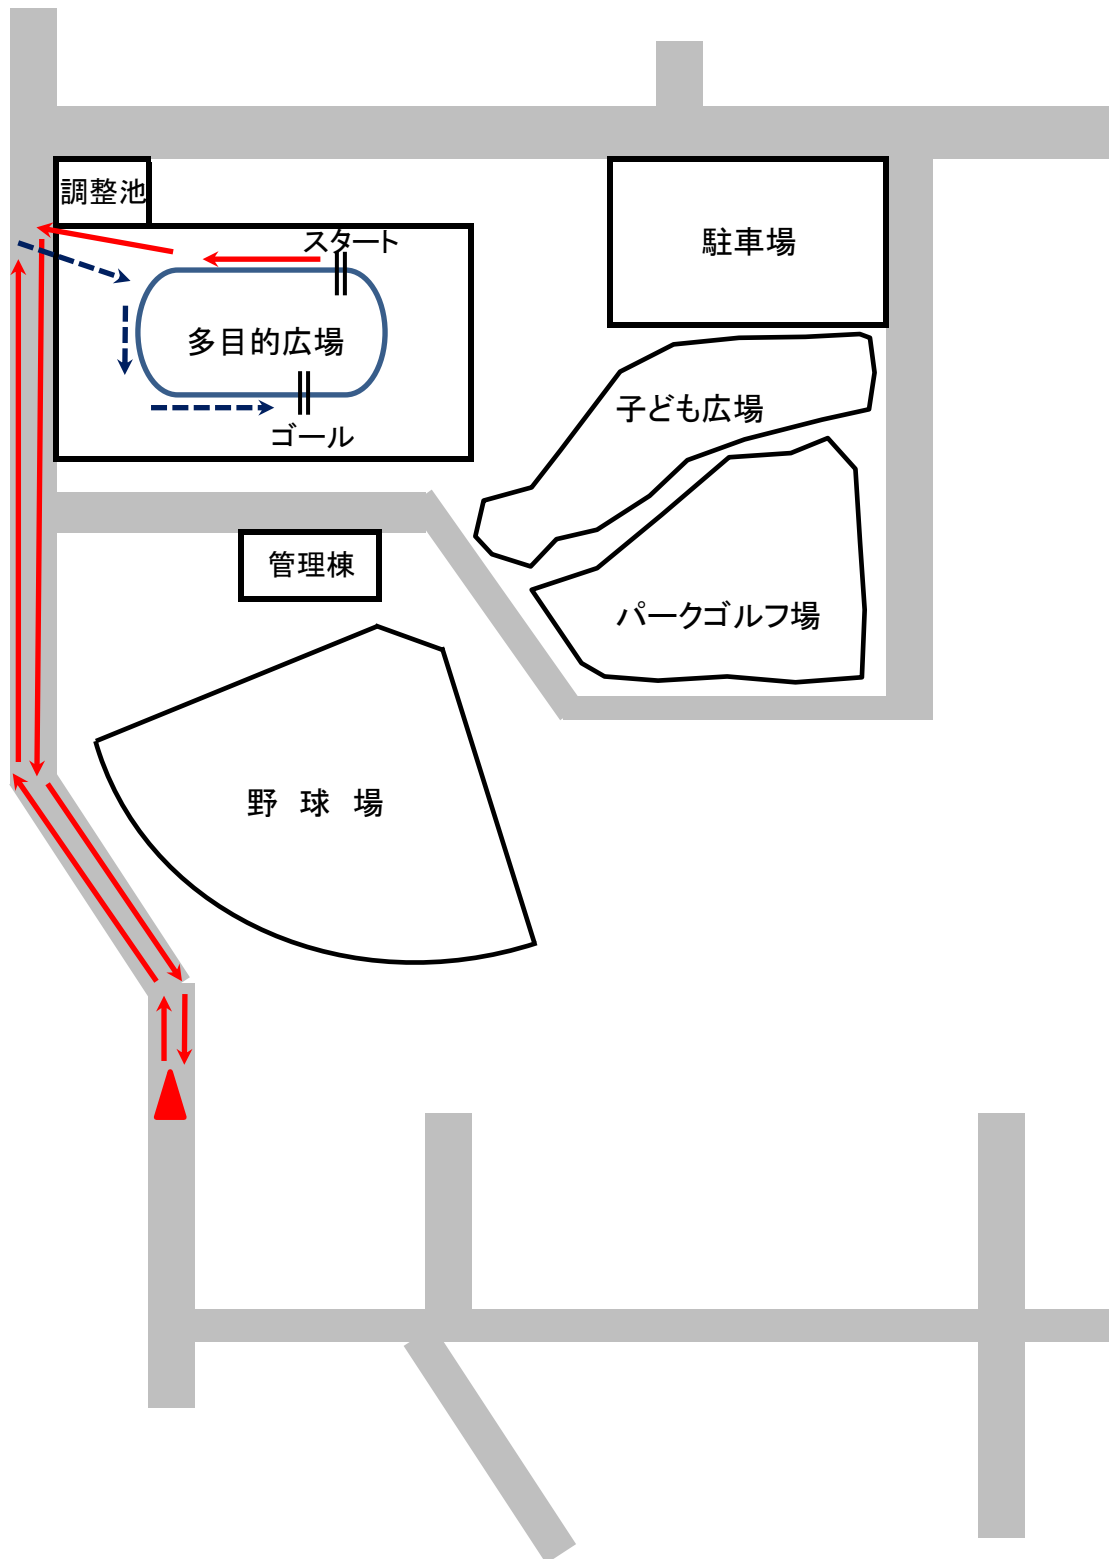 調整池
スタート
駐車場
多目的広場
子ども広場
ゴール
管理棟
パークゴルフ場
野　球　場